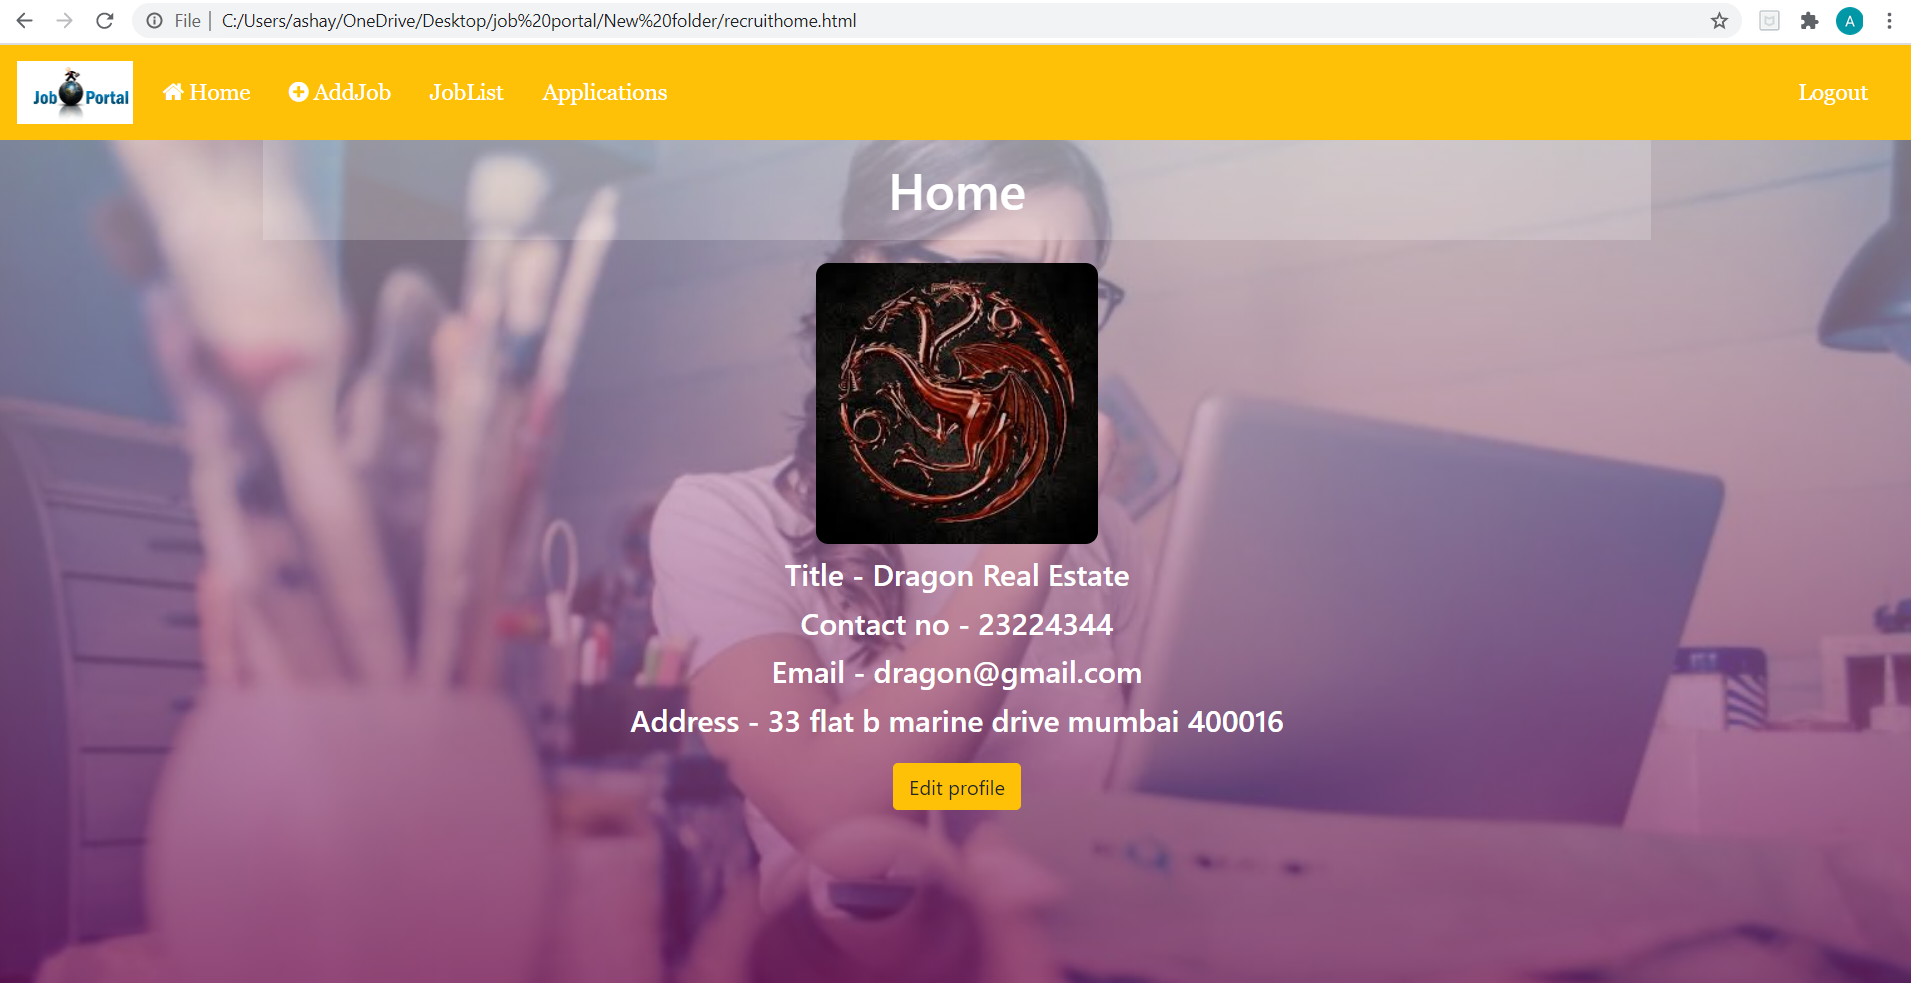 File | C:/Users/ashay/OneDrive/Desktop/job%20portal/New%20folder/recruithome.html
A
Job Portal
Home
AddJob
JobList
Applications
Logout
Home
Title - Dragon Real Estate
Contact no - 23224344
Email - dragon@gmail.com
Address - 33 flat b marine drive mumbai 400016
Edit profile